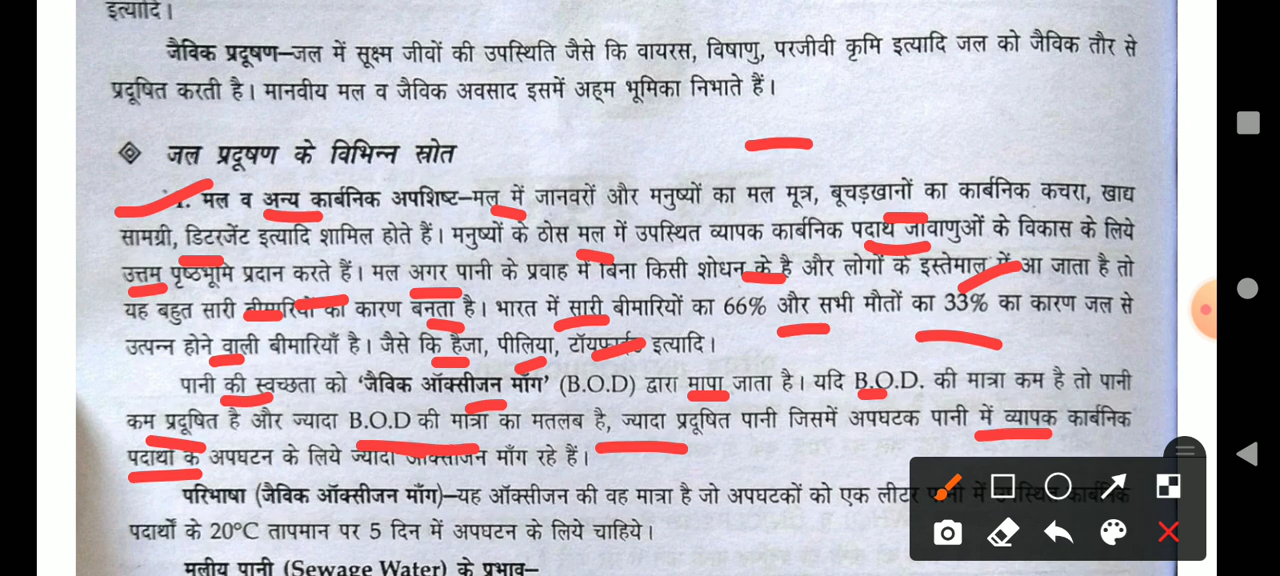 इत्यादि।
जैविक प्रदूषण–जल में सूक्ष्म जीवों की उपस्थिति जैसे कि वायरस, विषाणु, परजीवी कृमि इत्यादि जल को जैविक तौर से
प्रदूषित करती है। मानवीय मल व जैविक अवसाद इसमें अहम भूमिका निभाते हैं।
जल प्रदूषण के विभिन्न स्रोत
मल व अन्य कार्बनिक अपशिष्ट–मल में जानवरों और मनुष्यों का मल मूत्र, बूचड़खानों का कार्बनिक कचरा, खाद्य
सामग्री, डिटरजेंट इत्यादि शामिल होते हैं। मनुष्यों के ठोस मल में उपस्थित व्यापक कार्बनिक पदार्थ जीवाणुओं के विकास के लिये
उत्तम पृष्ठभूमि प्रदान करते हैं। मल अगर पानी के प्रवाह में बिना किसी शोधन के है और लोगों के इस्तेमाल में आ जाता है तो
यह बहुत सारी बीमारियों का कारण बनता है। भारत में सारी बीमारियों का 66% और सभी मौतों का 33% का कारण जल से
उत्पन्न होने वाली बीमारियाँ है। जैसे कि हैजा, पीलिया, टॉयफाईड इत्यादि।
पानी की स्वच्छता को ‘जैविक ऑक्सीजन माँग’ (B.O.D) द्वारा मापा जाता है। यदि B.O.D. की मात्रा कम है तो पानी
कम प्रदूषित है और ज्यादा B.O.D की मात्रा का मतलब है, ज्यादा प्रदूषित पानी जिसमें अपघटक पानी में व्यापक कार्बनिक
पदार्थों के अपघटन के लिये ज्यादा ऑक्सीजन माँग रहे हैं।
परिभाषा (जैविक ऑक्सीजन माँग)–यह ऑक्सीजन की वह मात्रा है जो अपघटकों को एक लीटर पानी में उपस्थित कार्बनिक
पदार्थों के 20°C तापमान पर 5 दिन में अपघटन के लिये चाहिये।
मलीय पानी (Sewage Water) के प्रभाव–